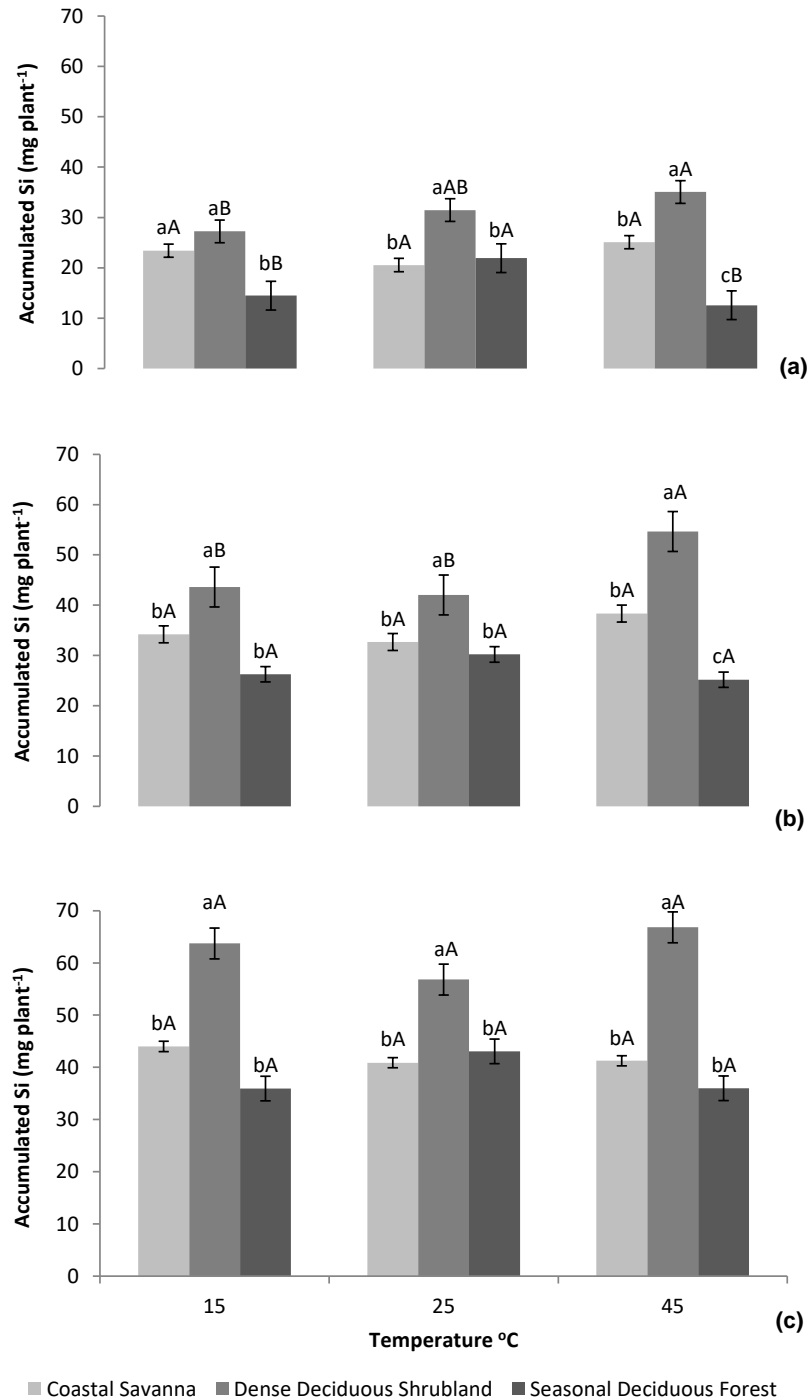 70
60
50
40
30
20
10
0
Accumulated Si (mg plant⁻¹)
aA aB bB
bA aAB bA
bA aA cB
(a)
70
60
50
40
30
20
10
0
Accumulated Si (mg plant⁻¹)
bA aB bA
bA aB bA
bA aA cA
(b)
70
60
50
40
30
20
10
0
Accumulated Si (mg plant⁻¹)
bA aA bA
bA aA bA
bA aA bA
15 25 45
(c)
Temperature ºC
Coastal Savanna Dense Deciduous Shrubland Seasonal Deciduous Forest